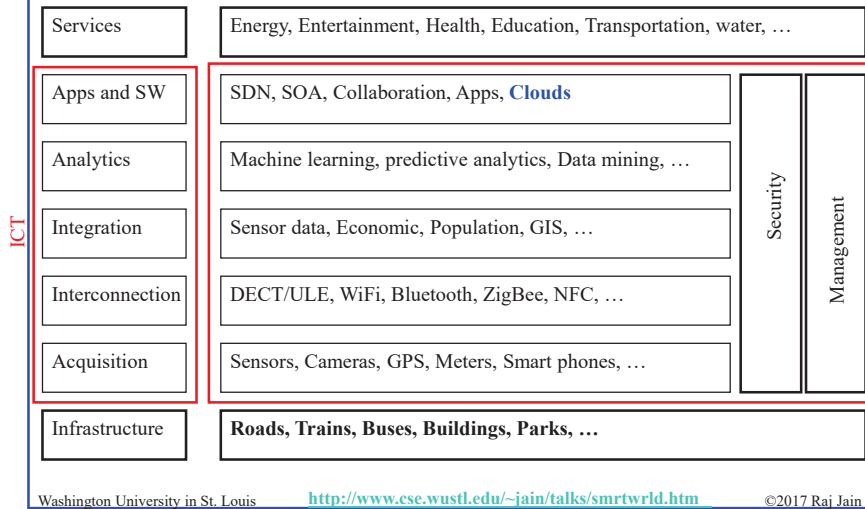 Services
Energy, Entertainment, Health, Education, Transportation, water, …
Apps and SW
SDN, SOA, Collaboration, Apps, Clouds
Analytics
Machine learning, predictive analytics, Data mining, …
Integration
Sensor data, Economic, Population, GIS, …
Interconnection
DECT/ULE, WiFi, Bluetooth, ZigBee, NFC, …
Acquisition
Sensors, Cameras, GPS, Meters, Smart phones, …
ICT
Security
Management
Infrastructure
Roads, Trains, Buses, Buildings, Parks, …
Washington University in St. Louis
http://www.cse.wustl.edu/~jain/talks/smrtwrld.htm
©2017 Raj Jain